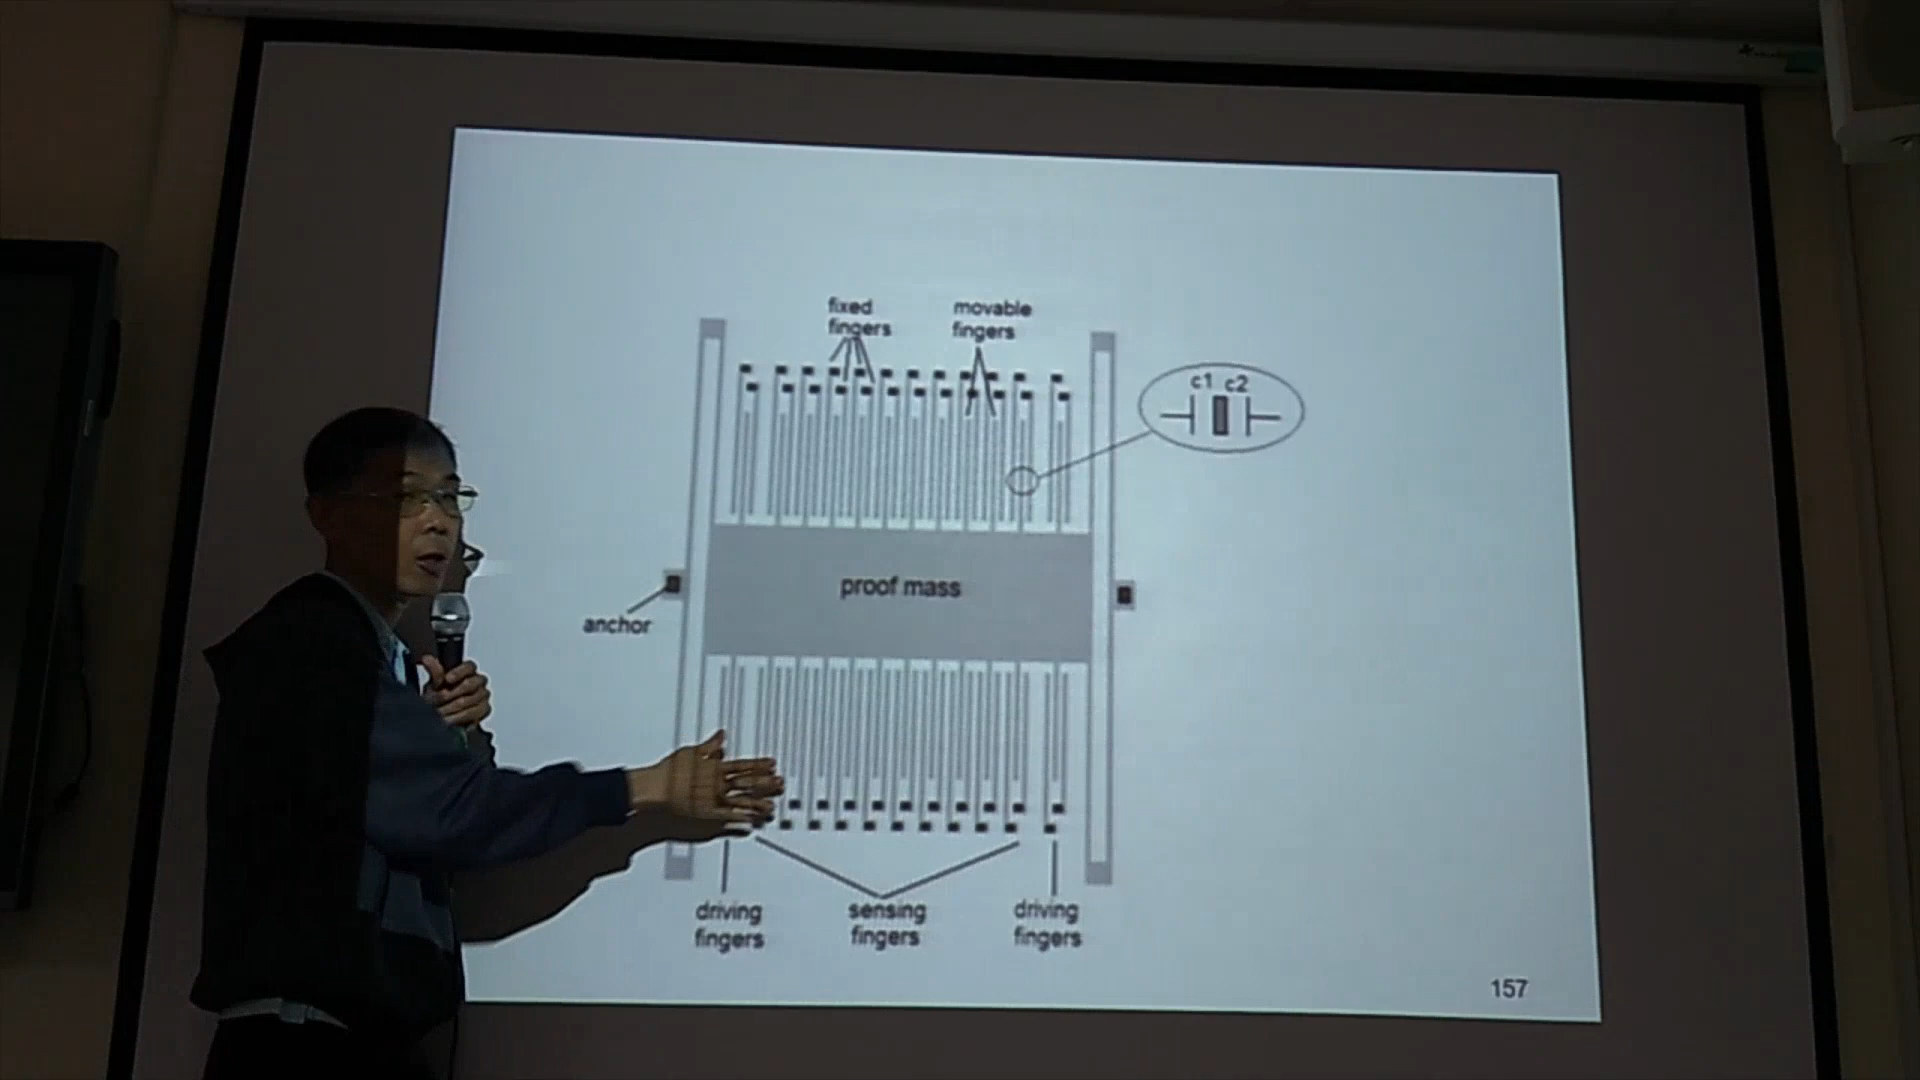 fixed
fingers
movable
fingers
c1 c2
proof mass
anchor
driving
fingers
sensing
fingers
driving
fingers
157